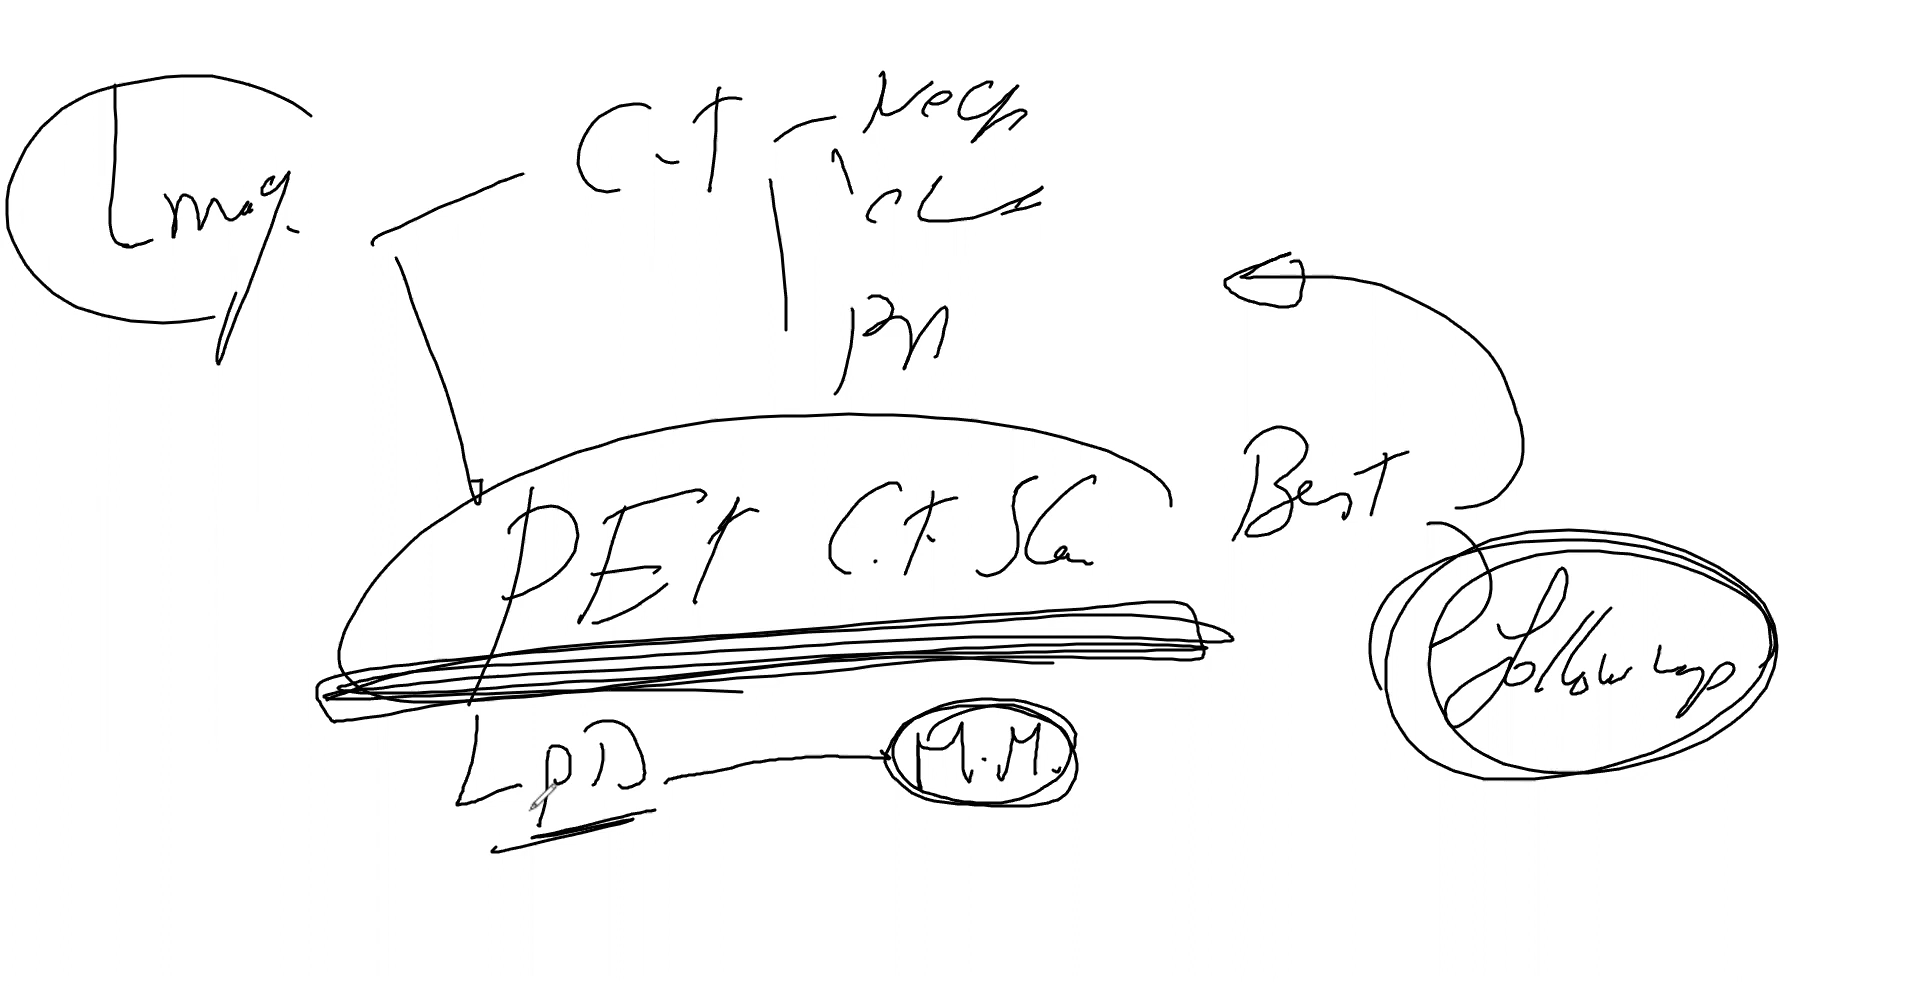 Imag.
C-T - Neck
PET C.T. Scan
Best
Follow up
LPD
M.M.